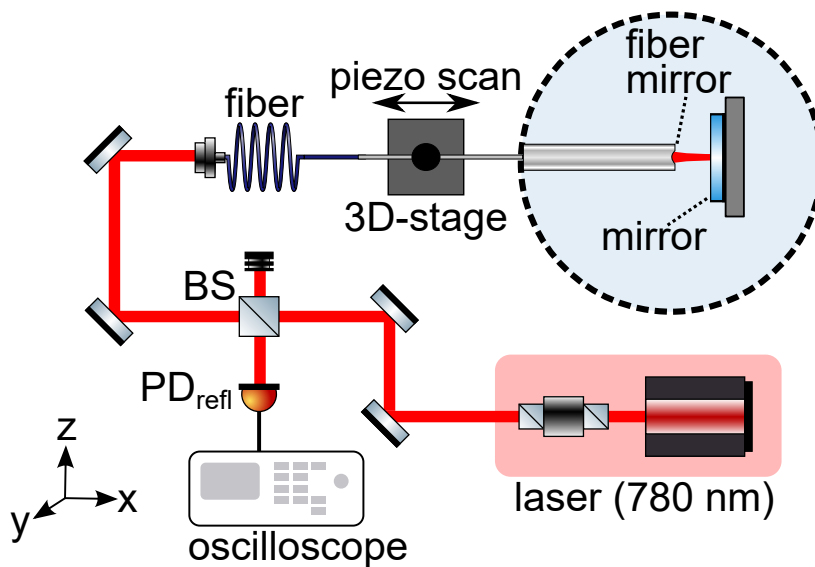 fiber
mirror
piezo scan
fiber
3D-stage
mirror
BS
PDrefl
z
x
y
laser (780 nm)
oscilloscope